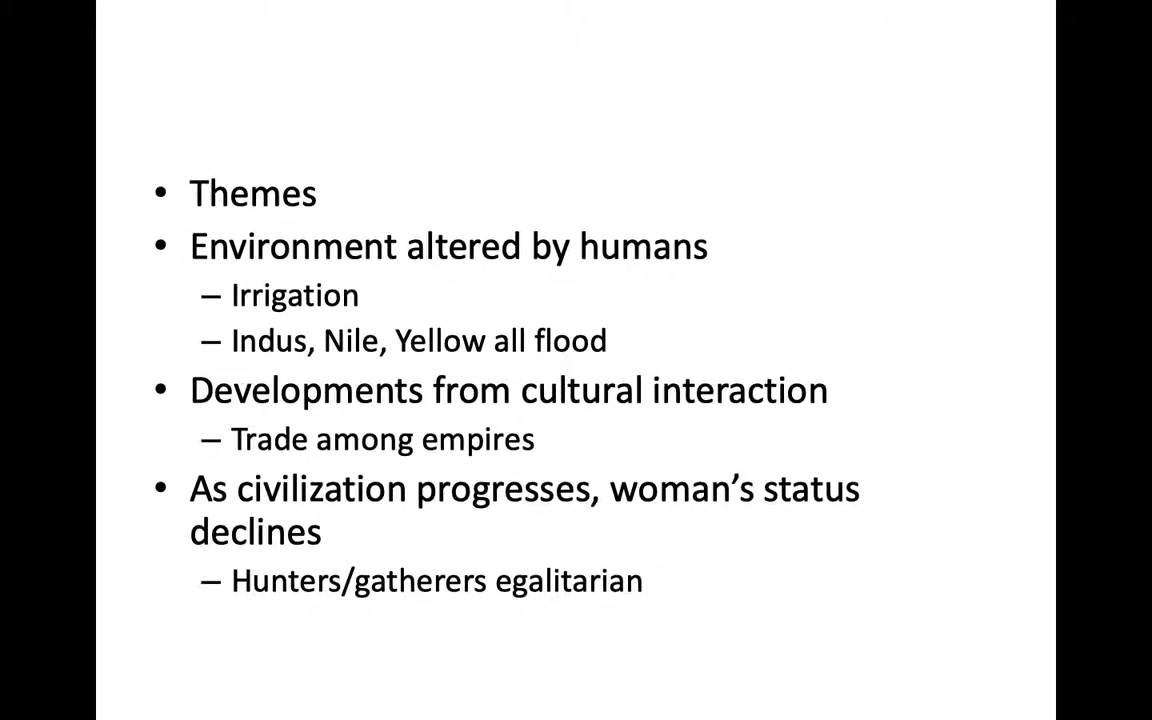 • Themes
• Environment altered by humans
– Irrigation
– Indus, Nile, Yellow all flood
• Developments from cultural interaction
– Trade among empires
• As civilization progresses, woman’s status
declines
– Hunters/gatherers egalitarian